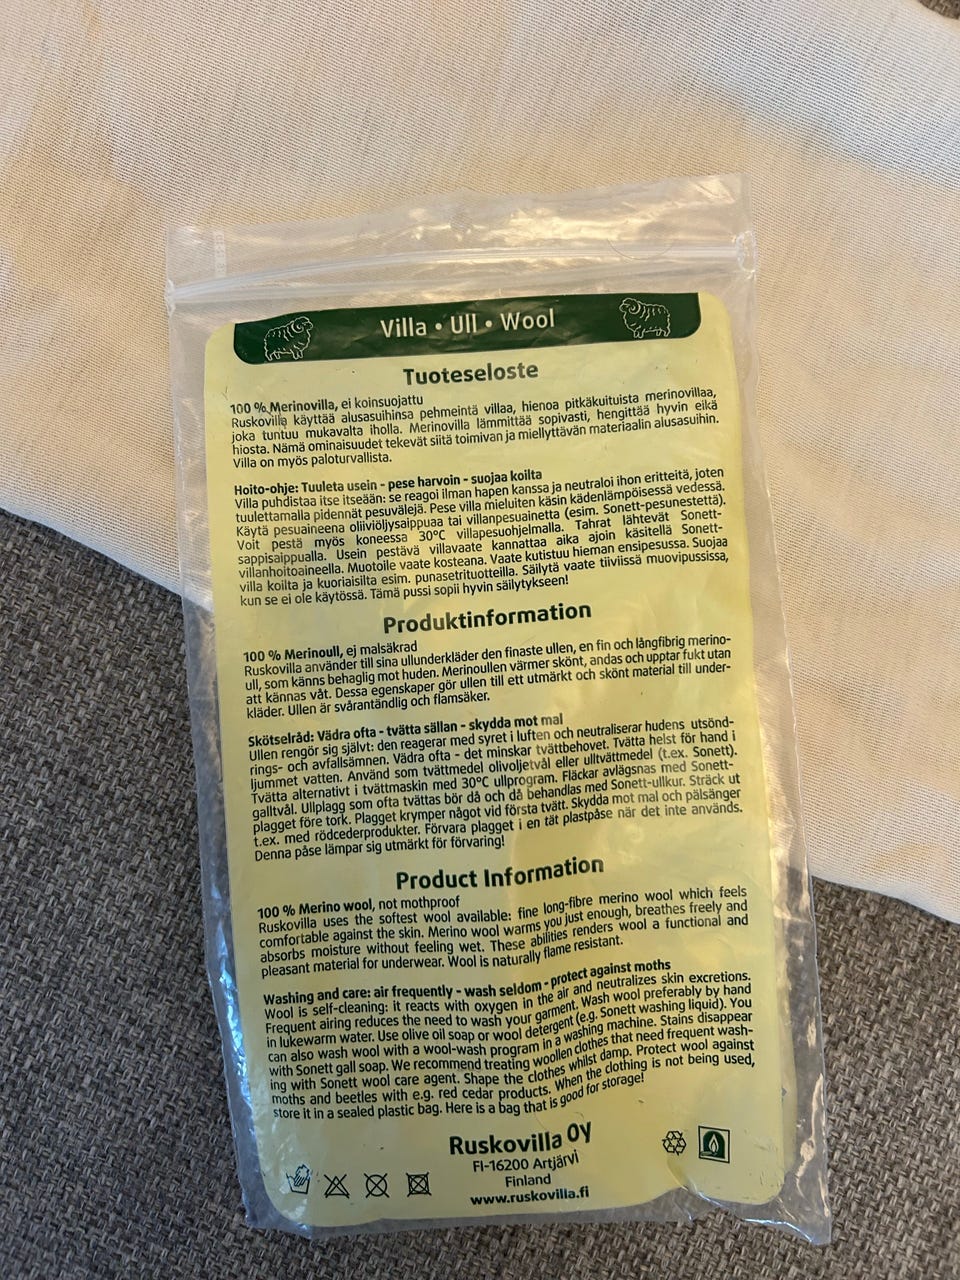 Villa • Ull • Wool
Tuoteseloste
100 % Merinovilla, ei koinsuojattu
Ruskovilla käyttää alusasuihinsa pehmeintä villaa, hienoa pitkäkuituista merinovillaa,
joka tuntuu mukavalta iholla. Merinovilla lämmittää sopivasti, hengittää hyvin eikä
hiosta. Nämä ominaisuudet tekevät siitä toimivan ja miellyttävän materiaalin alusasuihin.
Villa on myös paloturvallista.
Hoito-ohje: Tuuleta usein - pese harvoin - suojaa koilta
Villa puhdistaa itse itseään: se reagoi ilman hapen kanssa ja neutraloi ihon eritteitä, joten
tuulettamalla pidennät pesuvälejä. Pese villa mieluiten käsin kädenlämpöisessä vedessä.
Käytä pesuaineena oliiviöljysaippuaa tai villanpesuainetta (esim. Sonett-pesunestettä).
Voit pestä myös koneessa 30°C villapesuohjelmalla. Tahrat lähtevät Sonett-
sappisaippualla. Usein pestävä villavaate kannattaa aika ajoin käsitellä Sonett-
villanhoitoaineella. Muotoile vaate kosteana. Vaate kutistuu hieman ensipesussa. Suojaa
villa koilta ja kuoriaisilta esim. punasetrituotteilla. Säilytä vaate tiiviissä muovipussissa,
kun se ei ole käytössä. Tämä pussi sopii hyvin säilytykseen!
Produktinformation
100 % Merinoull, ej malsäkrad
Ruskovilla använder till sina ullunderkläder den finaste ullen, en fin och långfibrig merino-
ull, som känns behaglig mot huden. Merinoullen värmer skönt, andas och upptar fukt utan
att kännas våt. Dessa egenskaper gör ullen till ett utmärkt och skönt material till under-
kläder. Ullen är svårantändlig och flamsäker.
Skötselråd: Vädra ofta - tvätta sällan - skydda mot mal
Ullen rengör sig självt: den reagerar med syret i luften och neutraliserar hudens utsönd-
rings- och avfallsämnen. Vädra ofta - det minskar tvättbehovet. Tvätta helst för hand i
ljummet vatten. Använd som tvättmedel olivoljetvål eller ulltvättmedel (t.ex. Sonett).
Tvätta alternativt i tvättmaskin med 30°C ullprogram. Fläckar avlägsnas med Sonett-
galltvål. Ullplagg som ofta tvättas bör då och då behandlas med Sonett-ullkur. Sträck ut
plagget före tork. Plagget krymper något vid första tvätt. Skydda mot mal och pälsänger
t.ex. med rödcederprodukter. Förvara plagget i en tät plastpåse när det inte används.
Denna påse lämpar sig utmärkt för förvaring!
Product Information
100 % Merino wool, not mothproof
Ruskovilla uses the softest wool available: fine long-fibre merino wool which feels
comfortable against the skin. Merino wool warms you just enough, breathes freely and
absorbs moisture without feeling wet. These abilities renders wool a functional and
pleasant material for underwear. Wool is naturally flame resistant.
Washing and care: air frequently - wash seldom - protect against moths
Wool is self-cleaning: it reacts with oxygen in the air and neutralizes skin excretions.
Frequent airing reduces the need to wash your garment. Wash wool preferably by hand
in lukewarm water. Use olive oil soap or wool detergent (e.g. Sonett washing liquid). You
can also wash wool with a wool-wash program in a washing machine. Stains disappear
with Sonett gall soap. We recommend treating woollen clothes that need frequent wash-
ing with Sonett wool care agent. Shape the clothes whilst damp. Protect wool against
moths and beetles with e.g. red cedar products. When the clothing is not being used,
store it in a sealed plastic bag. Here is a bag that is good for storage!
Ruskovilla Oy
FI-16200 Artjärvi
Finland
www.ruskovilla.fi